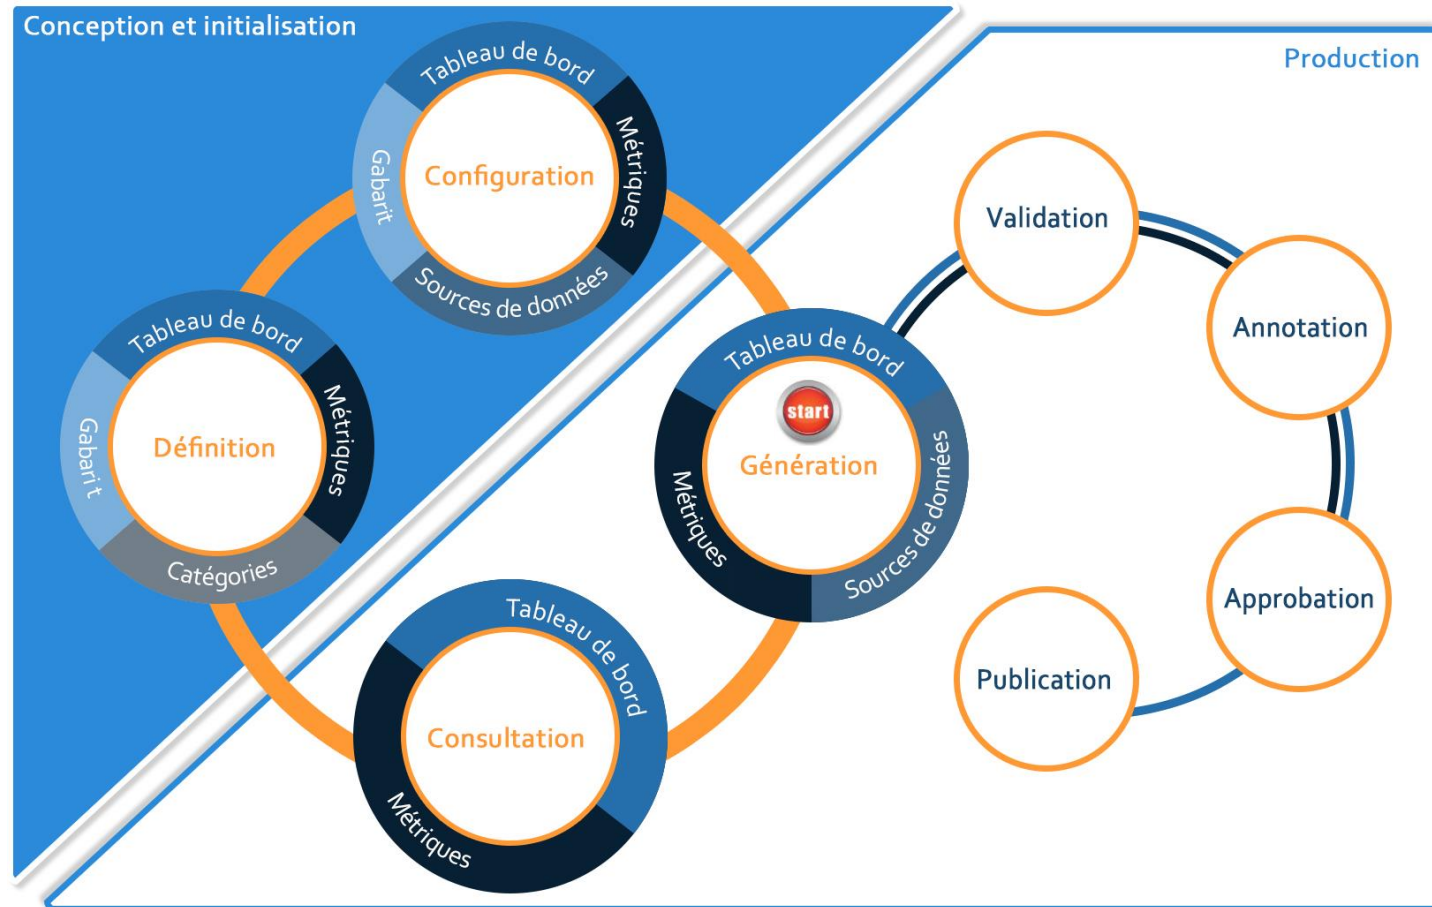 Conception et initialisation
Production
Tableau de bord
Métriques
Gabarit
Configuration
Sources de données
Validation
Annotation
Tableau de bord
Métriques
Gabarit
Définition
Catégories
Tableau de bord
start
Génération
Métriques
Sources de données
Approbation
Publication
Tableau de bord
Consultation
Métriques